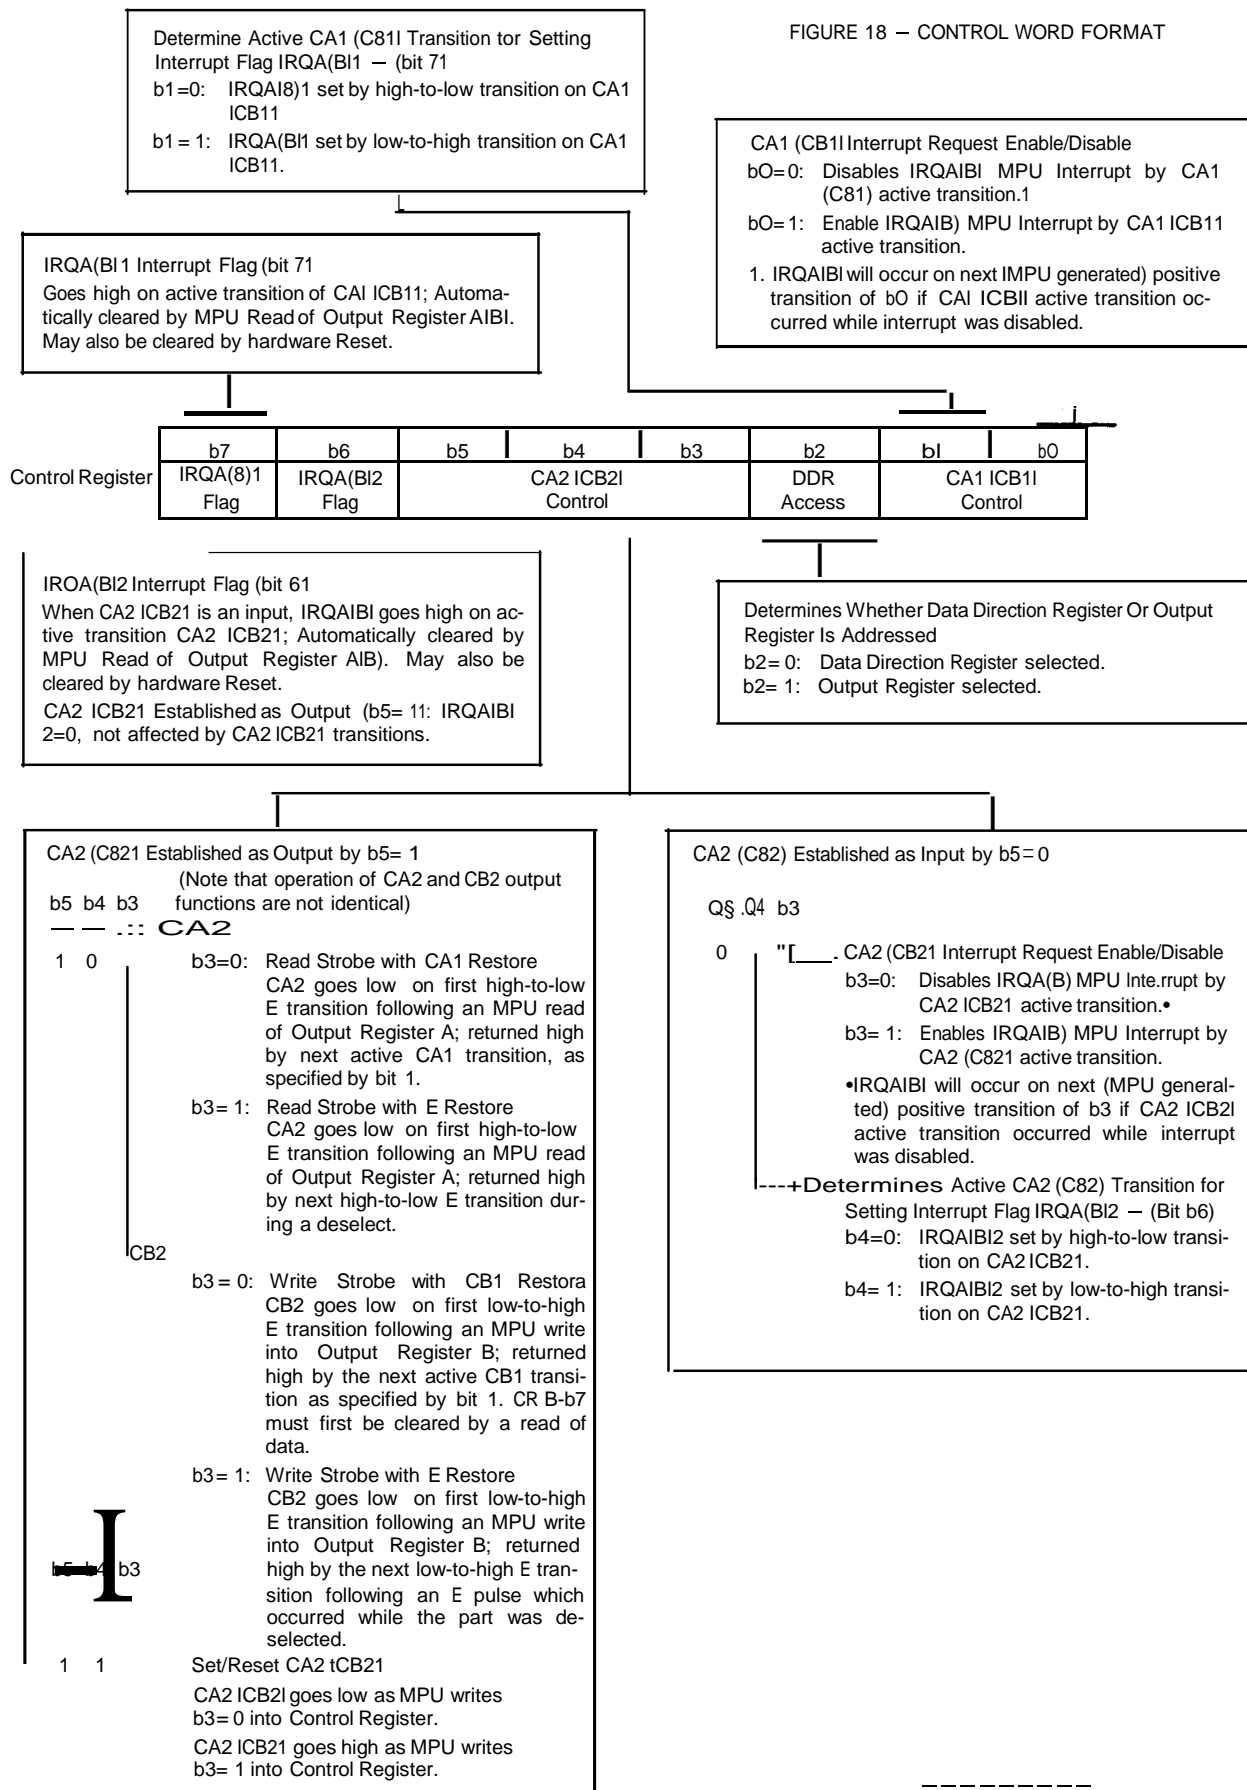 FIGURE 18 — CONTROL WORD FORMAT
Determine Active CA1 (C81I Transition tor Setting
Interrupt Flag IRQA(BI1 — (bit 71
b1=0: IRQAI8)1 set by high-to-low transition on CA1
ICB11
b1 = 1: IRQA(BI1 set by low-to-high transition on CA1
ICB11.
CA1 (CB1I Interrupt Request Enable/Disable
bO= 0: Disables IRQAIBI MPU Interrupt by CA1
(C81) active transition.1
bO= 1: Enable IRQAIB) MPU Interrupt by CA1 ICB11
active transition.
1. IRQAIBI will occur on next IMPU generated) positive
transition of bO if CAI ICBII active transition oc-
curred while interrupt was disabled.
IRQA(BI1 Interrupt Flag (bit 71
Goes high on active transition of CAI ICB11; Automa-
tically cleared by MPU Read of Output Register AIBI.
May also be cleared by hardware Reset.
b7 b6 b5 b4 b3 b2 bI bO
Control Register IRQA(8)1 IRQA(BI2 CA2 ICB2I DDR CA1 ICB1I
Flag Flag Control Access Control
IROA(BI2 Interrupt Flag (bit 61
When CA2 ICB21 is an input, IRQAIBI goes high on ac-
tive transition CA2 ICB21; Automatically cleared by
MPU Read of Output Register AIB). May also be
cleared by hardware Reset.
CA2 ICB21 Established as Output (b5= 11: IRQAIBI
2=0, not affected by CA2 ICB21 transitions.
Determines Whether Data Direction Register Or Output
Register Is Addressed
b2= 0: Data Direction Register selected.
b2= 1: Output Register selected.
CA2 (C821 Established as Output by b5= 1
(Note that operation of CA2 and CB2 output
b5 b4 b3 functions are not identical)
— — .:: CA2
1 0 b3=0: Read Strobe with CA1 Restore
CA2 goes low on first high-to-low
E transition following an MPU read
of Output Register A; returned high
by next active CA1 transition, as
specified by bit 1.
b3= 1: Read Strobe with E Restore
CA2 goes low on first high-to-low
E transition following an MPU read
of Output Register A; returned high
by next high-to-low E transition dur-
ing a deselect.
CB2
b3 = 0: Write Strobe with CB1 Restora
CB2 goes low on first low-to-high
E transition following an MPU write
into Output Register B; returned
high by the next active CB1 transi-
tion as specified by bit 1. CR B-b7
must first be cleared by a read of
data.
b3= 1: Write Strobe with E Restore
CB2 goes low on first low-to-high
E transition following an MPU write
into Output Register B; returned
b5 b4 b3 high by the next low-to-high E tran-
sition following an E pulse which
occurred while the part was de-
selected.
1 1 Set/Reset CA2 tCB21
CA2 ICB2I goes low as MPU writes
b3= 0 into Control Register.
CA2 ICB21 goes high as MPU writes
b3= 1 into Control Register.
CA2 (C82) Established as Input by b5=0
Q§ .Q4 b3
0 "[___. CA2 (CB21 Interrupt Request Enable/Disable
b3=0: Disables IRQA(B) MPU Inte.rrupt by
CA2 ICB21 active transition.•
b3= 1: Enables IRQAIB) MPU Interrupt by
CA2 (C821 active transition.
•IRQAIBI will occur on next (MPU general-
ted) positive transition of b3 if CA2 ICB2I
active transition occurred while interrupt
was disabled.
----+Determines Active CA2 (C82) Transition for
Setting Interrupt Flag IRQA(BI2 — (Bit b6)
b4=0: IRQAIBI2 set by high-to-low transi-
tion on CA2 ICB21.
b4= 1: IRQAIBI2 set by low-to-high transi-
tion on CA2 ICB21.